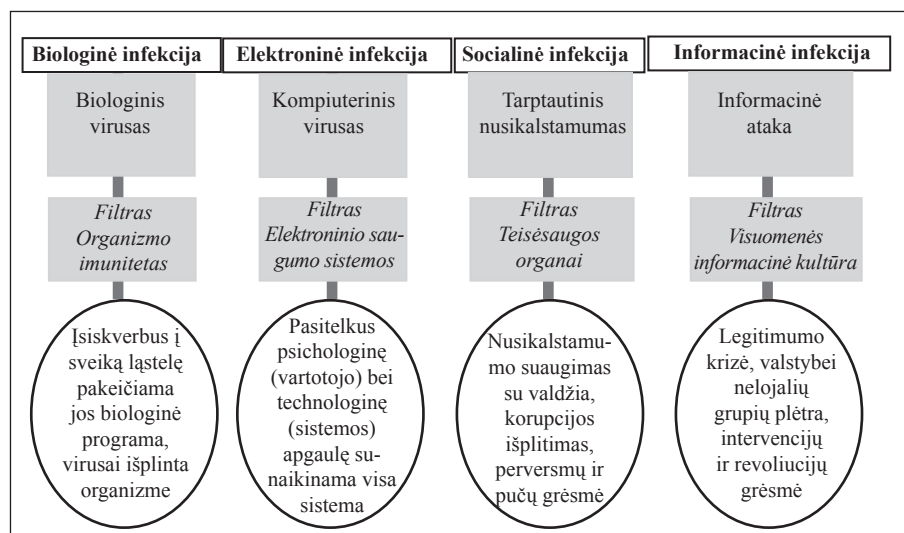 Biologinė infekcija
Biologinis
virusas
Filtras
Organizmo
imunitetas
Įsiskverbus į
sveiką ląstelę
pakeičiama
jos biologinė
programa,
virusai išplinta
organizme
Elektroninė infekcija
Kompiuterinis
virusas
Filtras
Elektroninio sau-
gumo sistemos
Pasitelkus
psichologinę
(vartotojo) bei
technologinę
(sistemos)
apgaulę su-
naikinama visa
sistema
Socialinė infekcija
Tarptautinis
nusikalstamumas
Filtras
Teisėsaugos
organai
Nusikalstamu-
mo suaugimas
su valdžia,
korupcijos
išplitimas,
perversmų ir
pučų grėsmė
Informacinė infekcija
Informacinė
ataka
Filtras
Visuomenės
informacinė kultūra
Legitimumo
krizė, valstybei
nelojalių
grupių plėtra,
intervencijų
ir revoliucijų
grėsmė